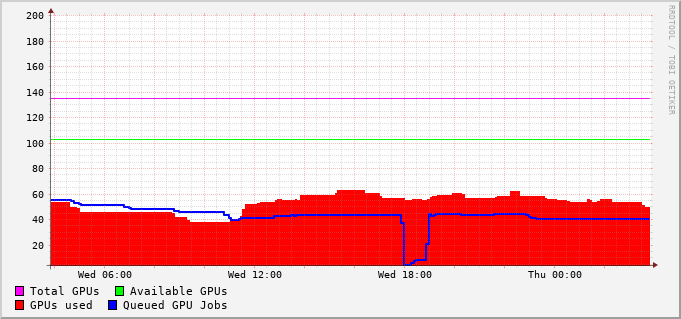 200
180
160
140
120
100
80
60
40
20
Wed 06:00 Wed 12:00 Wed 18:00 Thu 00:00
Total GPUs Available GPUs
GPUs used Queued GPU Jobs
RRDTOOL / TOBI OETIKER